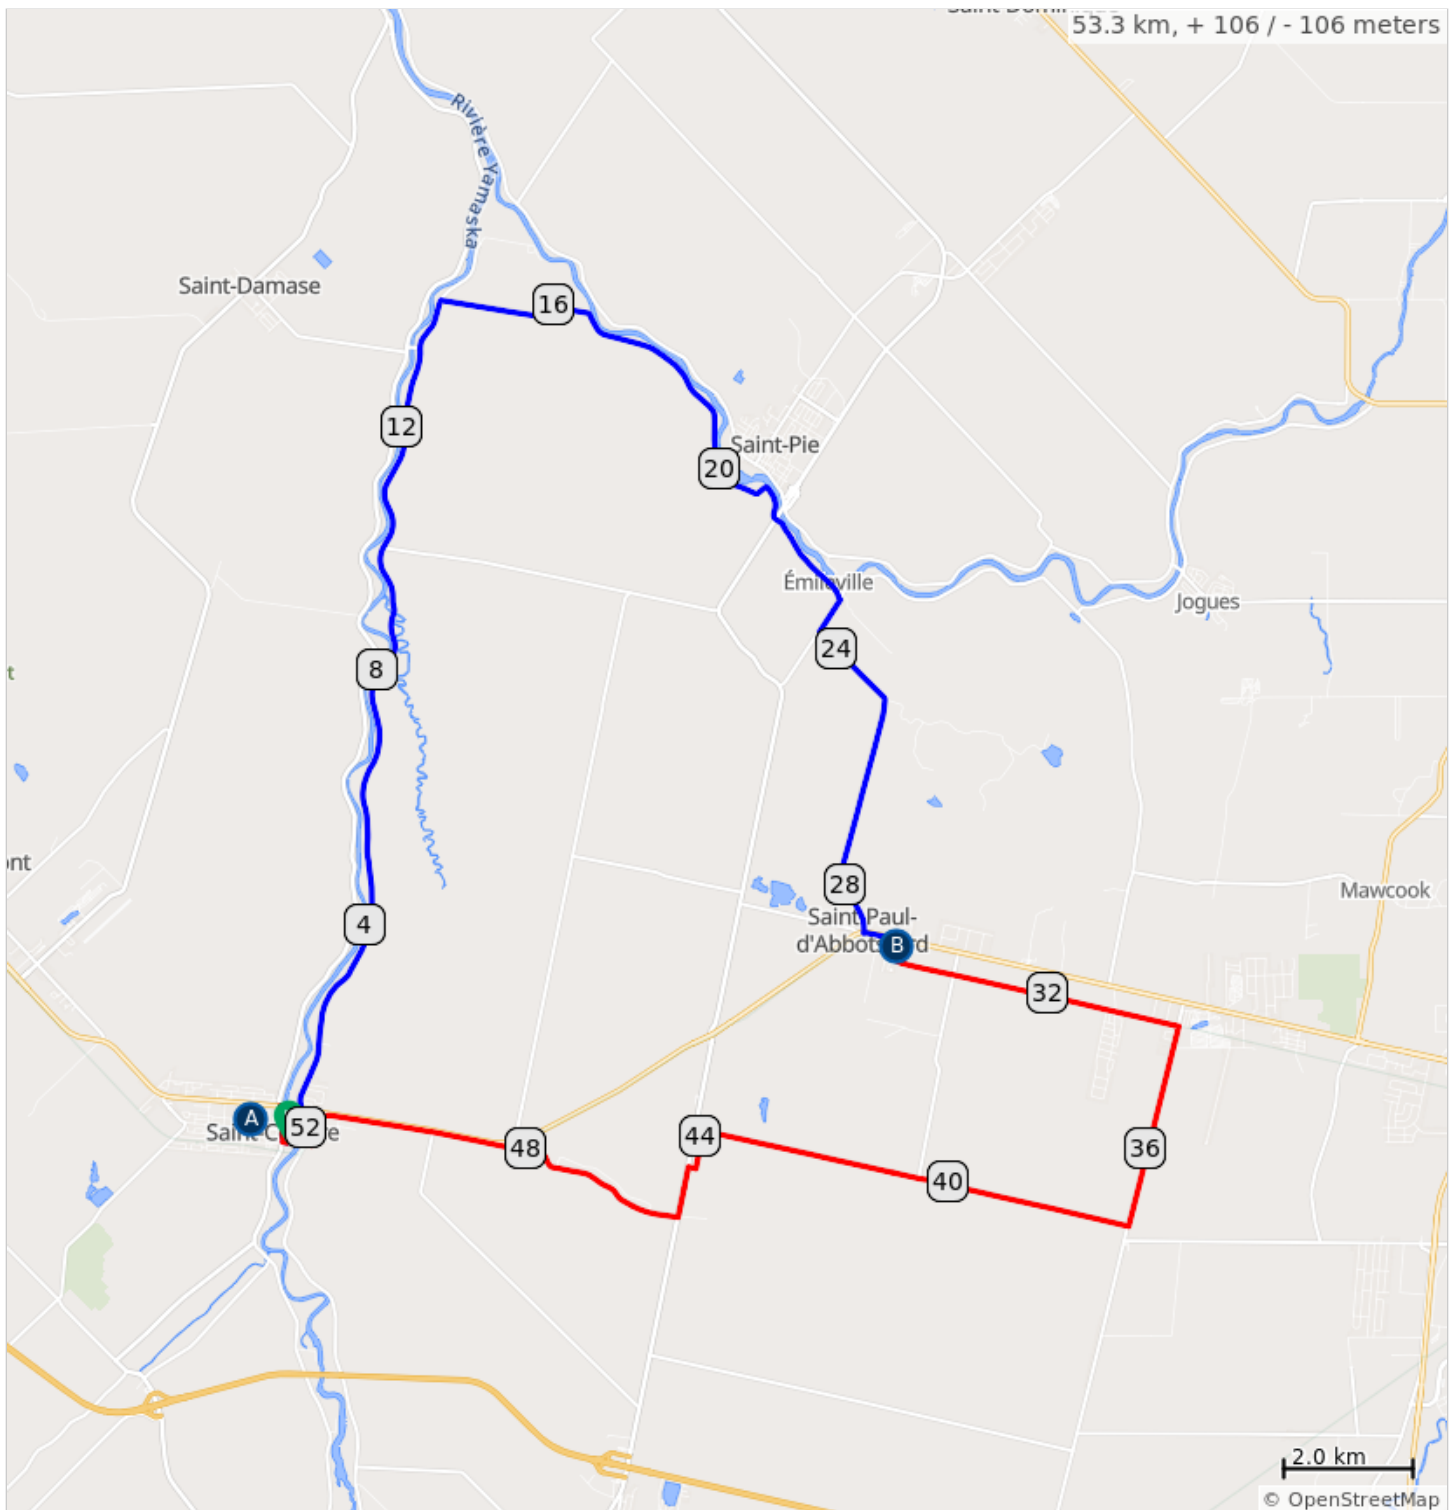 53.3 km, + 106 / - 106 meters
Rivière Yamaska
Saint-Damase
16
12
Saint-Pie
20
Émileville
Jogues
24
8
28
Mawcook
Saint-Paul-
d'Abbotsford
B
4
32
A
52
44
48
36
40
2.0 km
© OpenStreetMap